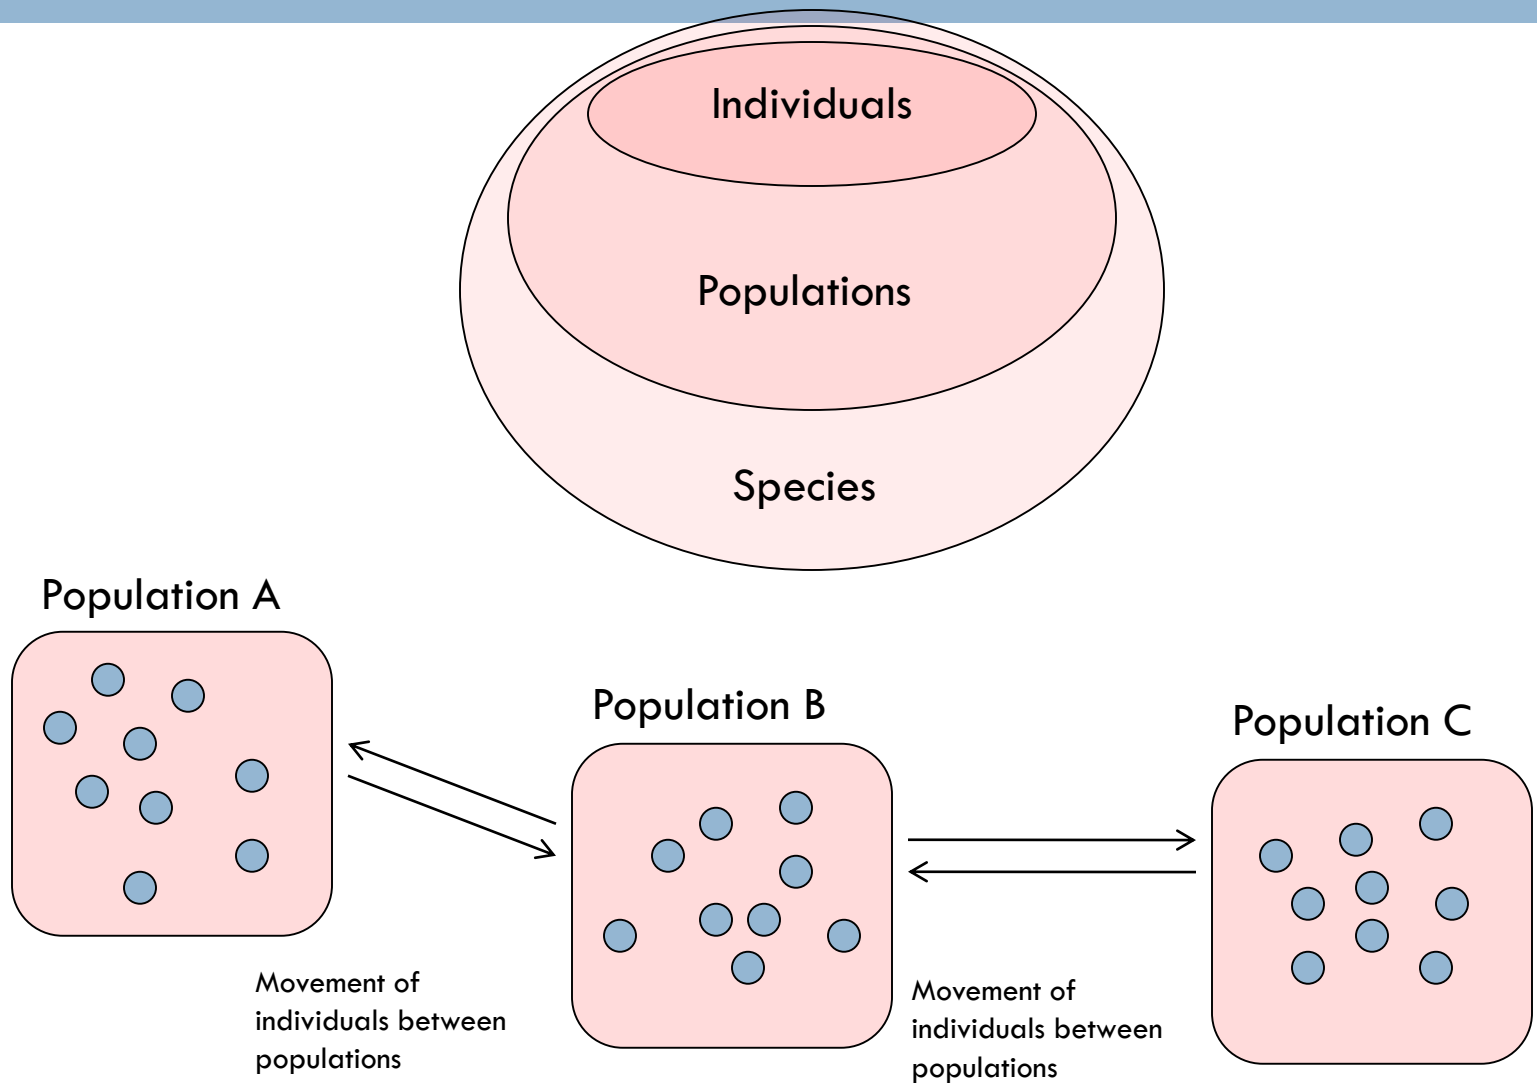 Individuals
Populations
Species
Population A
Population B
Population C
Movement of
individuals between
populations
Movement of
individuals between
populations